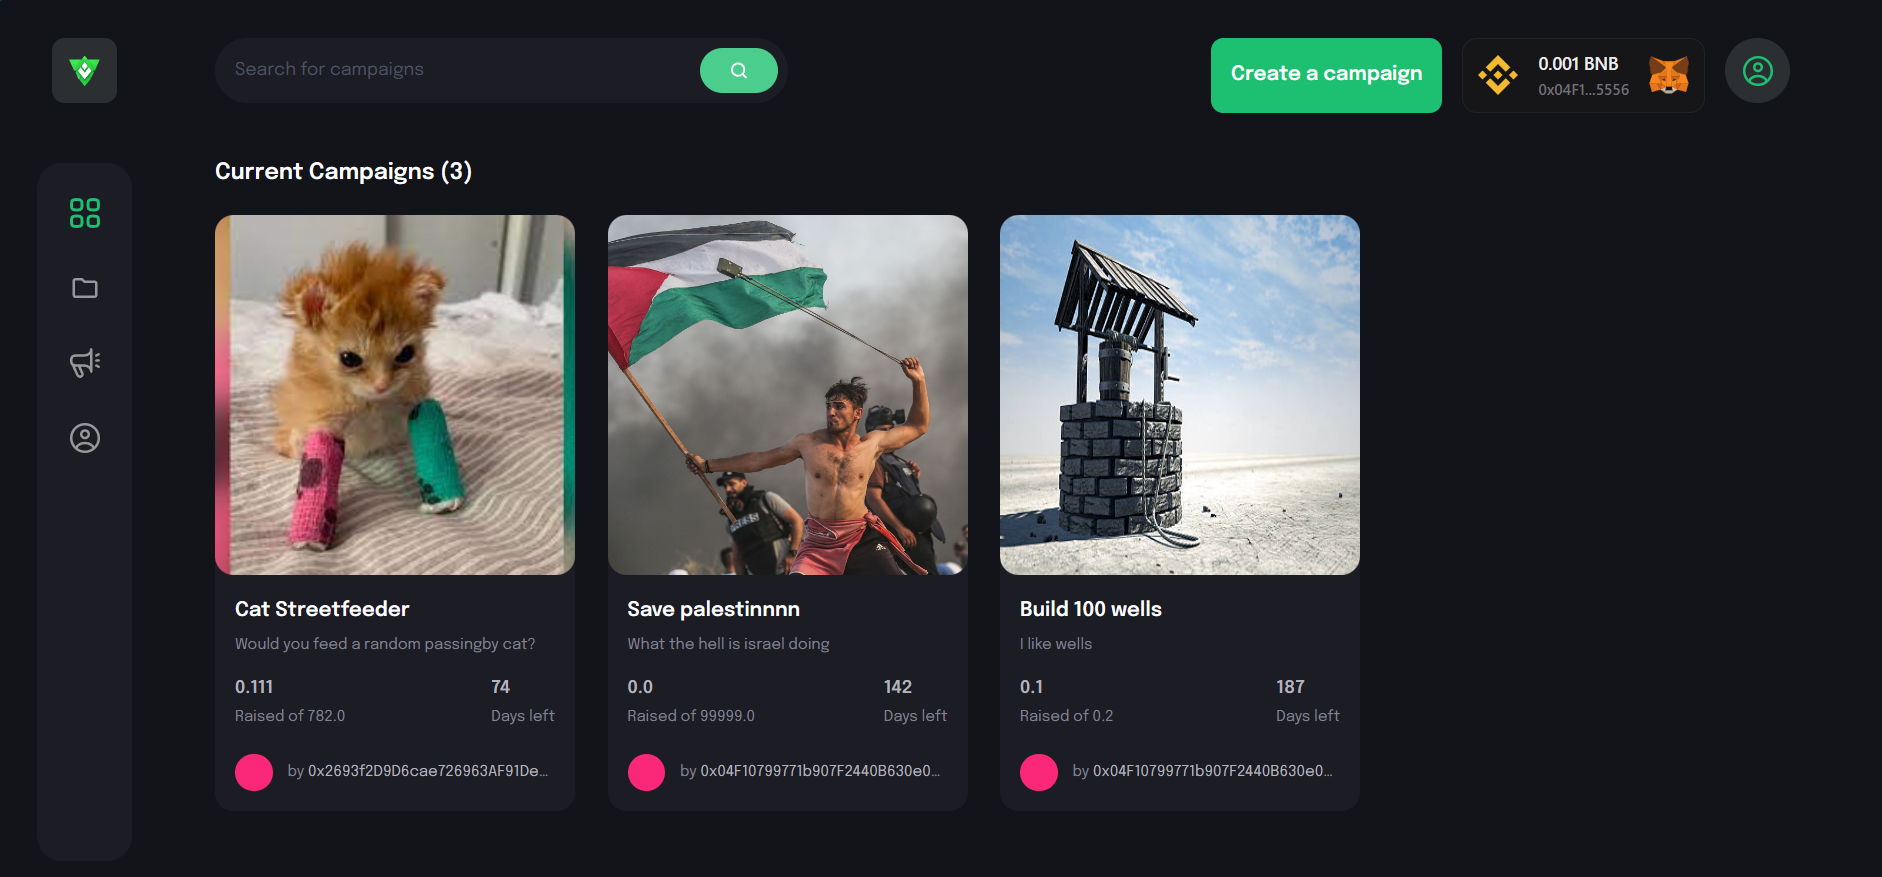 Search for campaigns
Create a campaign
0.001 BNB
0x04F1...5556
Current Campaigns (3)
PRESS
Cat Streetfeeder
Would you feed a random passingby cat?
0.111
74
Raised of 782.0
Days left
by 0x2693f2D9D6cae726963AF91De...
Save palestinnnn
What the hell is israel doing
0.0
142
Raised of 99999.0
Days left
by 0x04F10799771b907F2440B630e0...
Build 100 wells
I like wells
0.1
187
Raised of 0.2
Days left
by 0x04F10799771b907F2440B630e0...